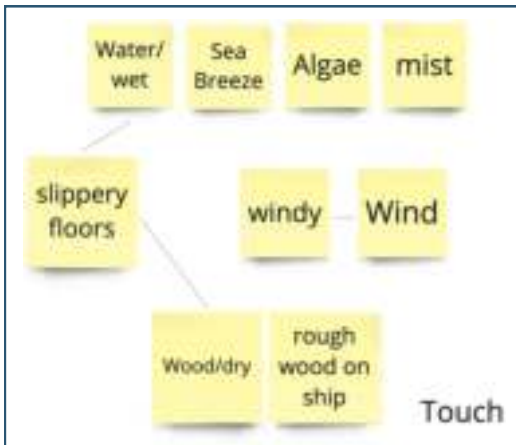 Water/
wet
Sea
Breeze
Algae
mist
slippery
floors
windy
Wind
Wood/dry
rough
wood on
ship
Touch